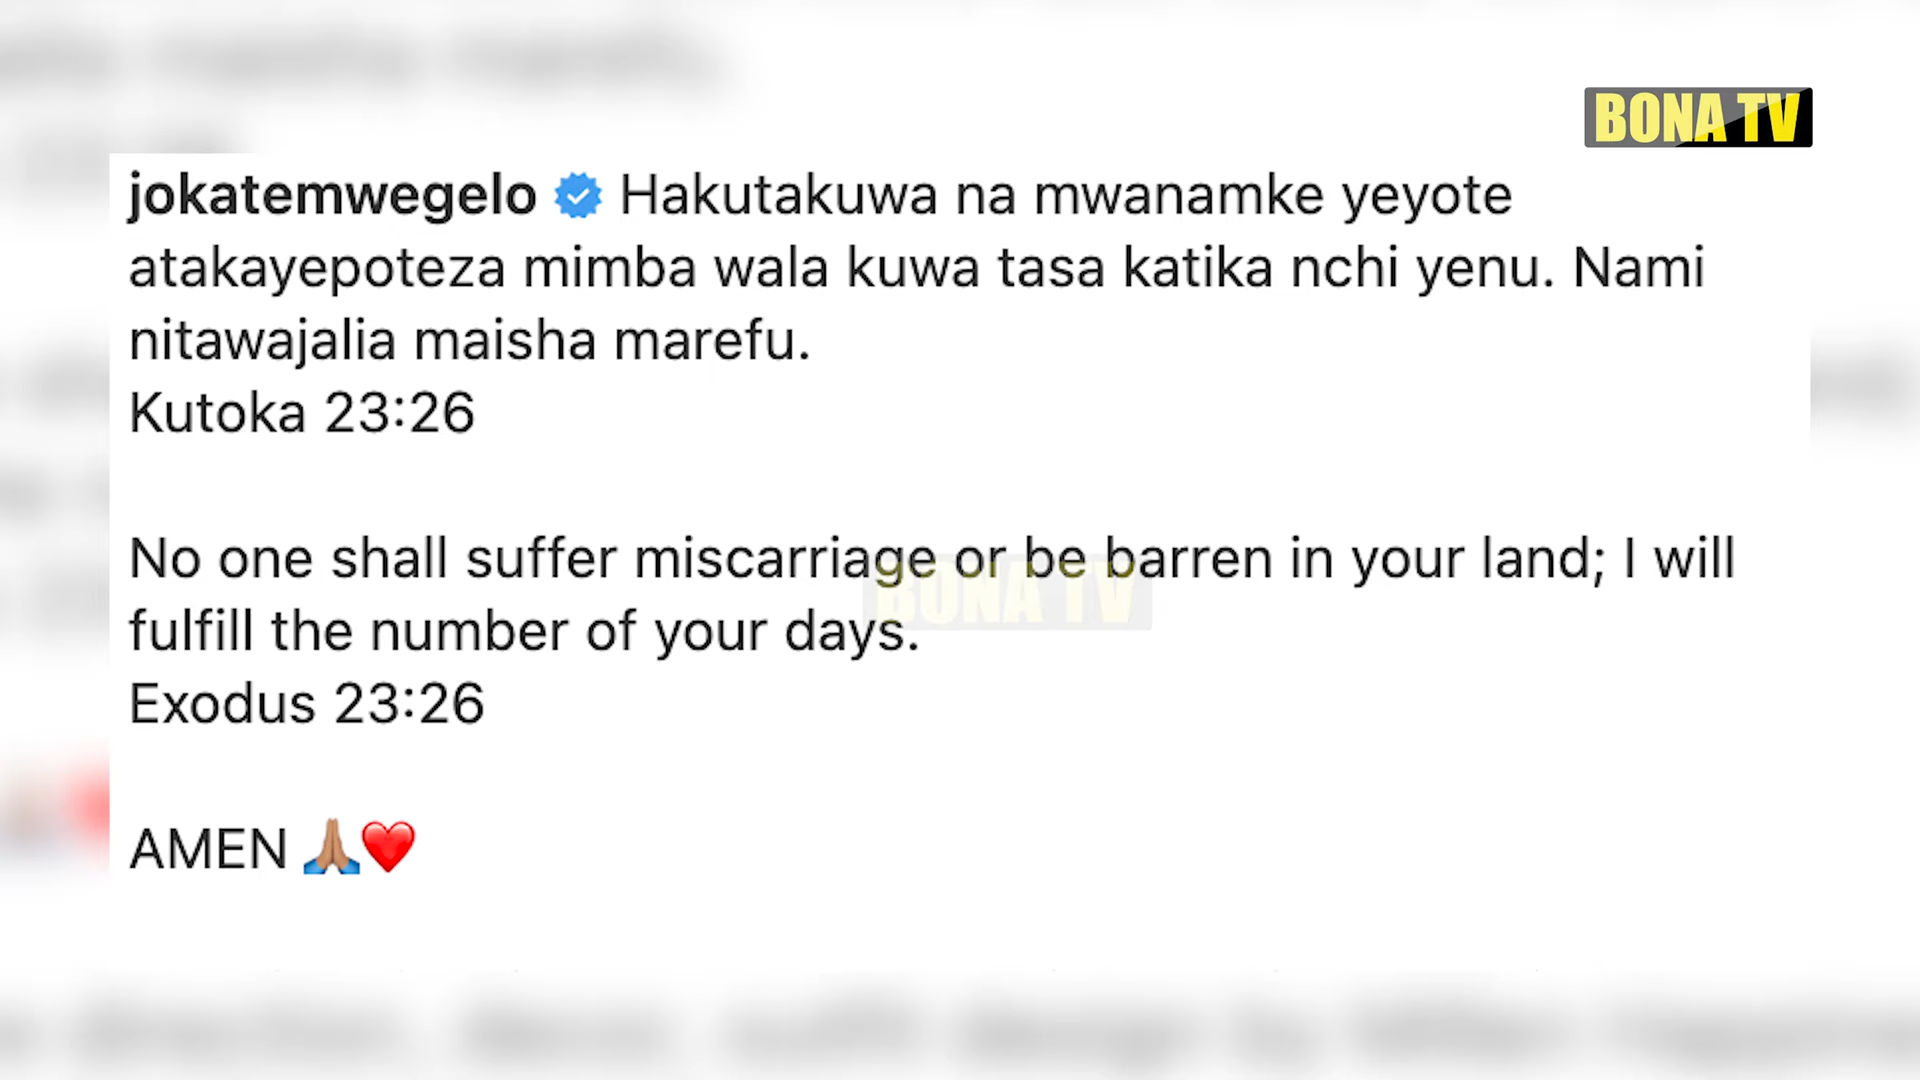 BONA TV
jokatemwegelo Hakutakuwa na mwanamke yeyote
atakayepoteza mimba wala kuwa tasa katika nchi yenu. Nami
nitawajalia maisha marefu.
Kutoka 23:26
No one shall suffer miscarriage or be barren in your land; I will
BONA TV
fulfill the number of your days.
Exodus 23:26
AMEN 🙏🏽❤️